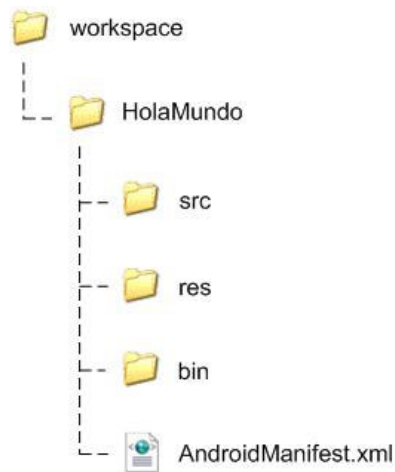 workspace
HolaMundo
src
res
bin
AndroidManifest.xml